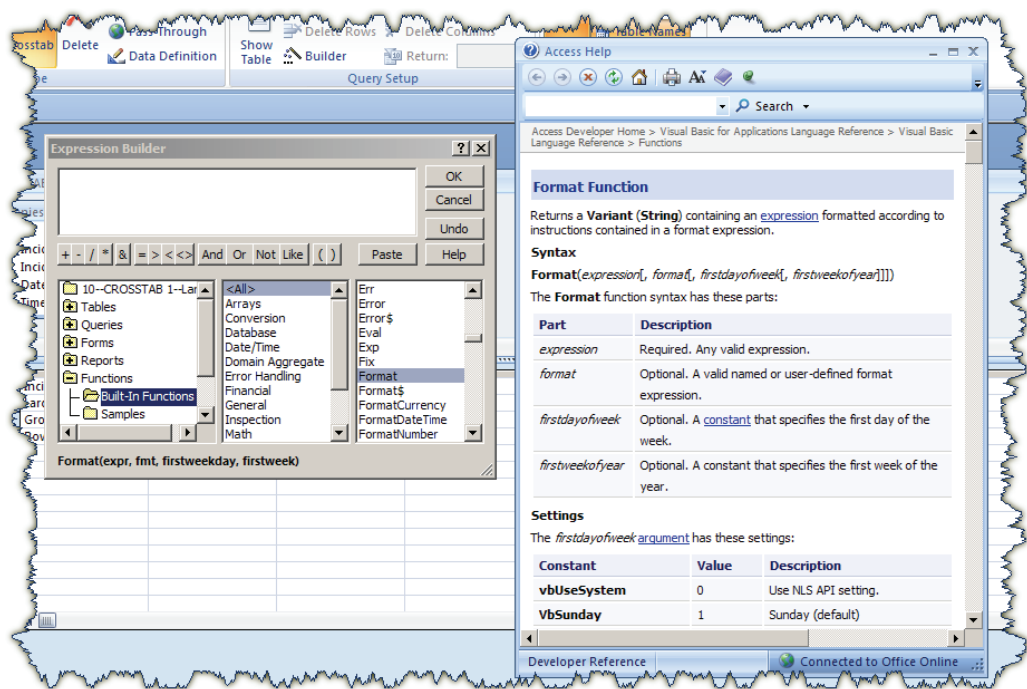 Pass Through
Delete Rows
Delete Columns
Table Names
Delete
Data Definition
Show
Table
Builder
Return:
Query Setup
Expression Builder
OK
Cancel
Undo
+ - / * & = > < <> And Or Not Like ( ) Paste Help
10--CROSSTAB 1--Lar
Tables
Queries
Forms
Reports
Functions
Built-In Functions
Samples
<All>
Arrays
Conversion
Database
Date/Time
Domain Aggregate
Error Handling
Financial
General
Inspection
Math
Err
Error
Error$
Eval
Exp
Fix
Format
Format$
FormatCurrency
FormatDateTime
FormatNumber
Format(expr, fmt, firstweekday, firstweek)
Access Help
Search
Access Developer Home > Visual Basic for Applications Language Reference > Visual Basic
Language Reference > Functions
Format Function
Returns a Variant (String) containing an expression formatted according to
instructions contained in a format expression.
Syntax
Format(expression[, format[, firstdayofweek[, firstweekofyear]]])
The Format function syntax has these parts:
Part Description
expression Required. Any valid expression.
format Optional. A valid named or user-defined format
expression.
firstdayofweek Optional. A constant that specifies the first day of the
week.
firstweekofyear Optional. A constant that specifies the first week of the
year.
Settings
The firstdayofweek argument has these settings:
Constant Value Description
vbUseSystem 0 Use NLS API setting.
VbSunday 1 Sunday (default)
Developer Reference Connected to Office Online